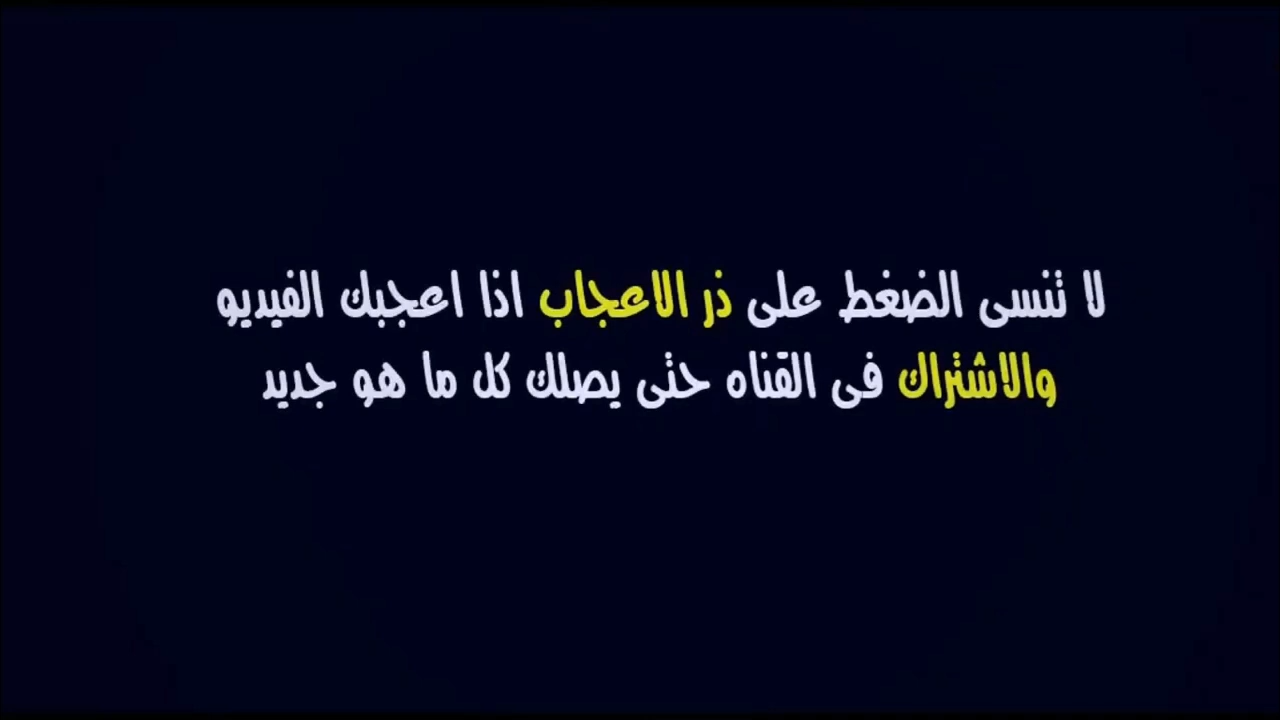 لا تنسى الضغط على ذر الاعجاب اذا اعجبك الفيديو
والاشتراك فى القناه حتى يصلك كل ما هو جديد